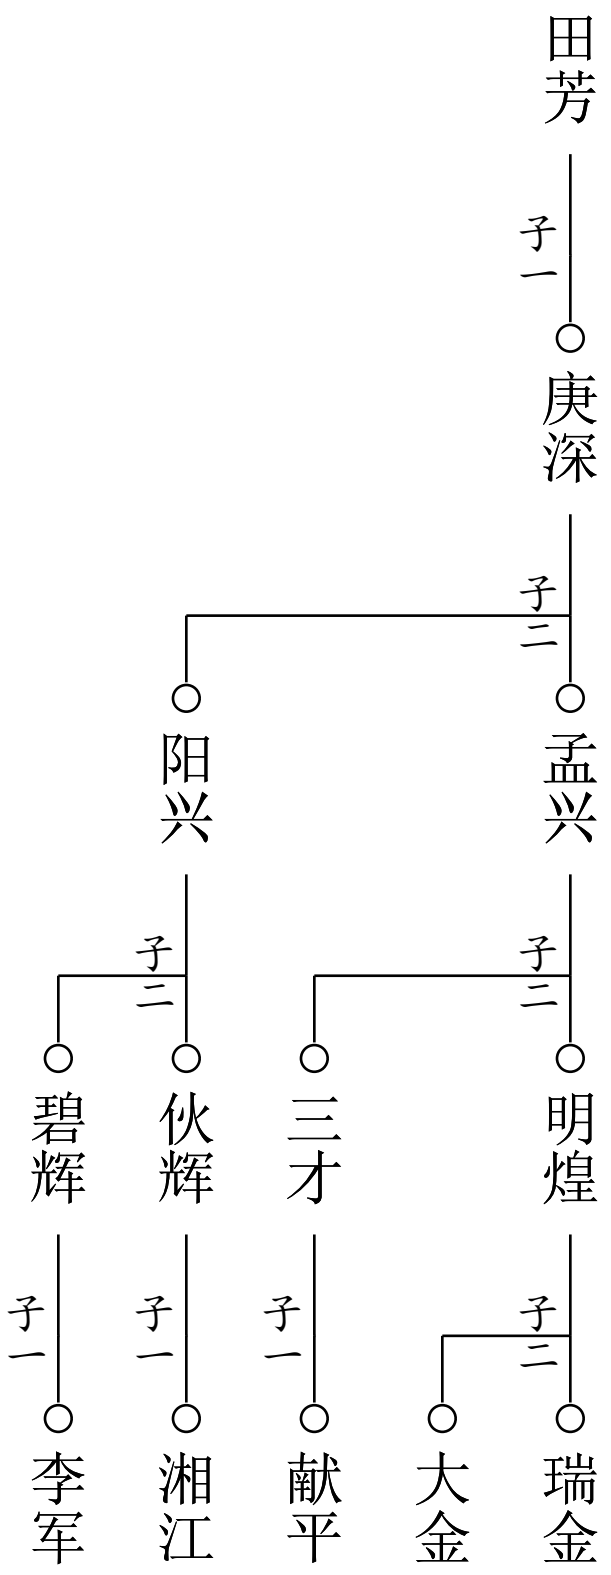 田芳
子一
庚深
子二
孟兴
阳兴
子二
子二
明煌
三才
伙辉
碧辉
子二
子一
子一
子一
瑞金
大金
献平
湘江
李军